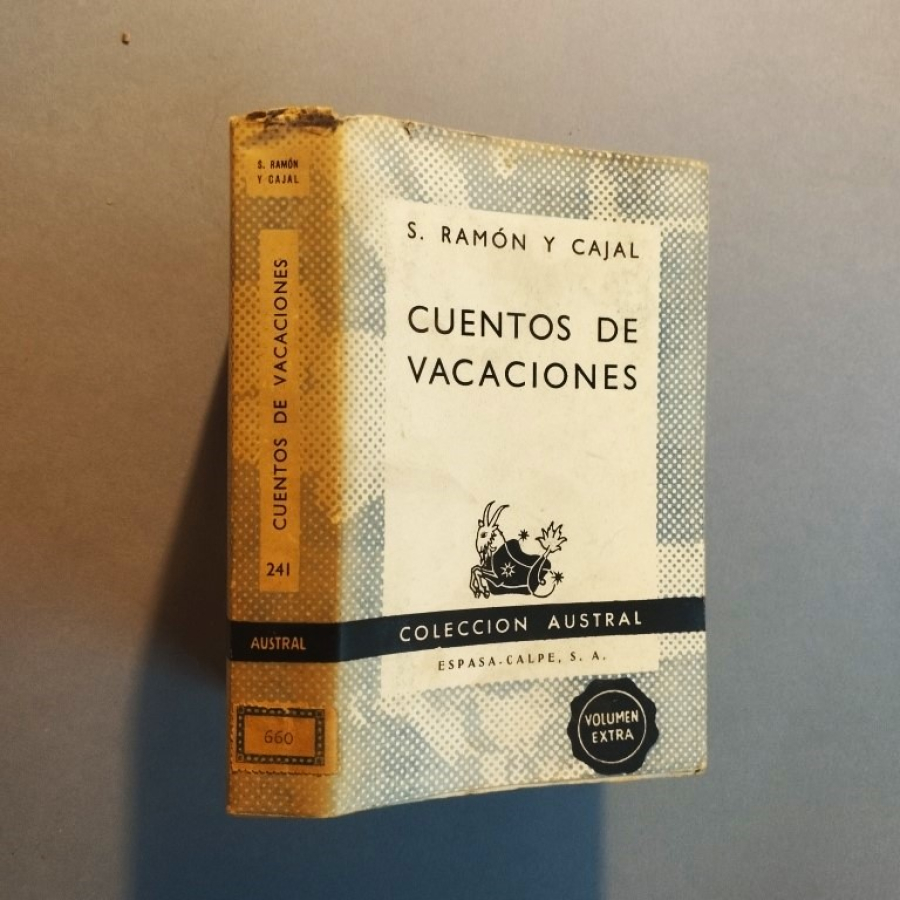 S. RAMÓN
Y CAJAL
CUENTOS DE VACACIONES
241
AUSTRAL
660
S. RAMÓN Y CAJAL
CUENTOS DE
VACACIONES
COLECCION AUSTRAL
ESPASA-CALPE, S. A.
VOLUMEN
EXTRA